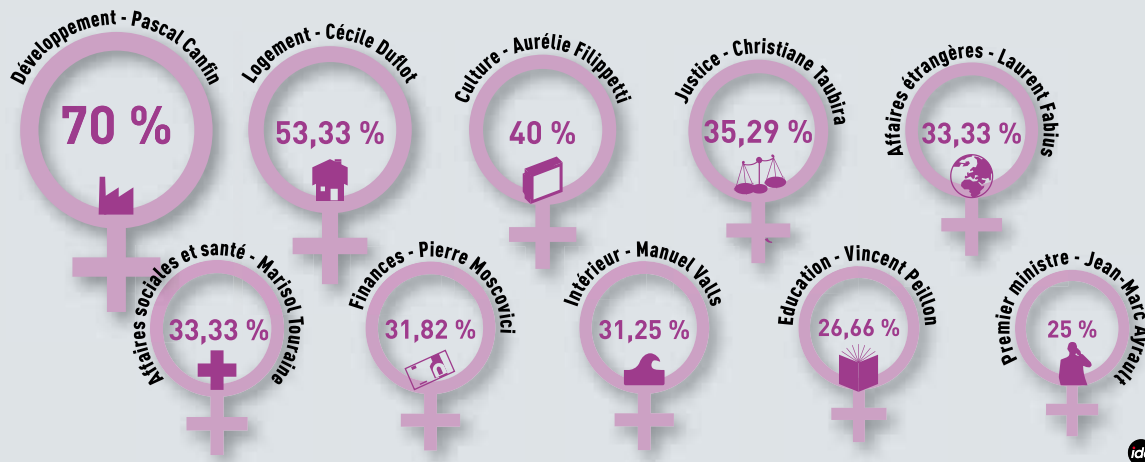 Développement - Pascal Canfin
70 %
Logement - Cécile Duflot
53,33 %
Culture - Aurélie Filippetti
40 %
Justice - Christiane Taubira
35,29 %
Affaires étrangères - Laurent Fabius
33,33 %
Affaires sociales et santé - Marisol Touraine
33,33 %
Finances - Pierre Moscovici
31,82 %
Intérieur - Manuel Valls
31,25 %
Education - Vincent Peillon
26,66 %
Premier ministre - Jean-Marc Ayrault
25 %